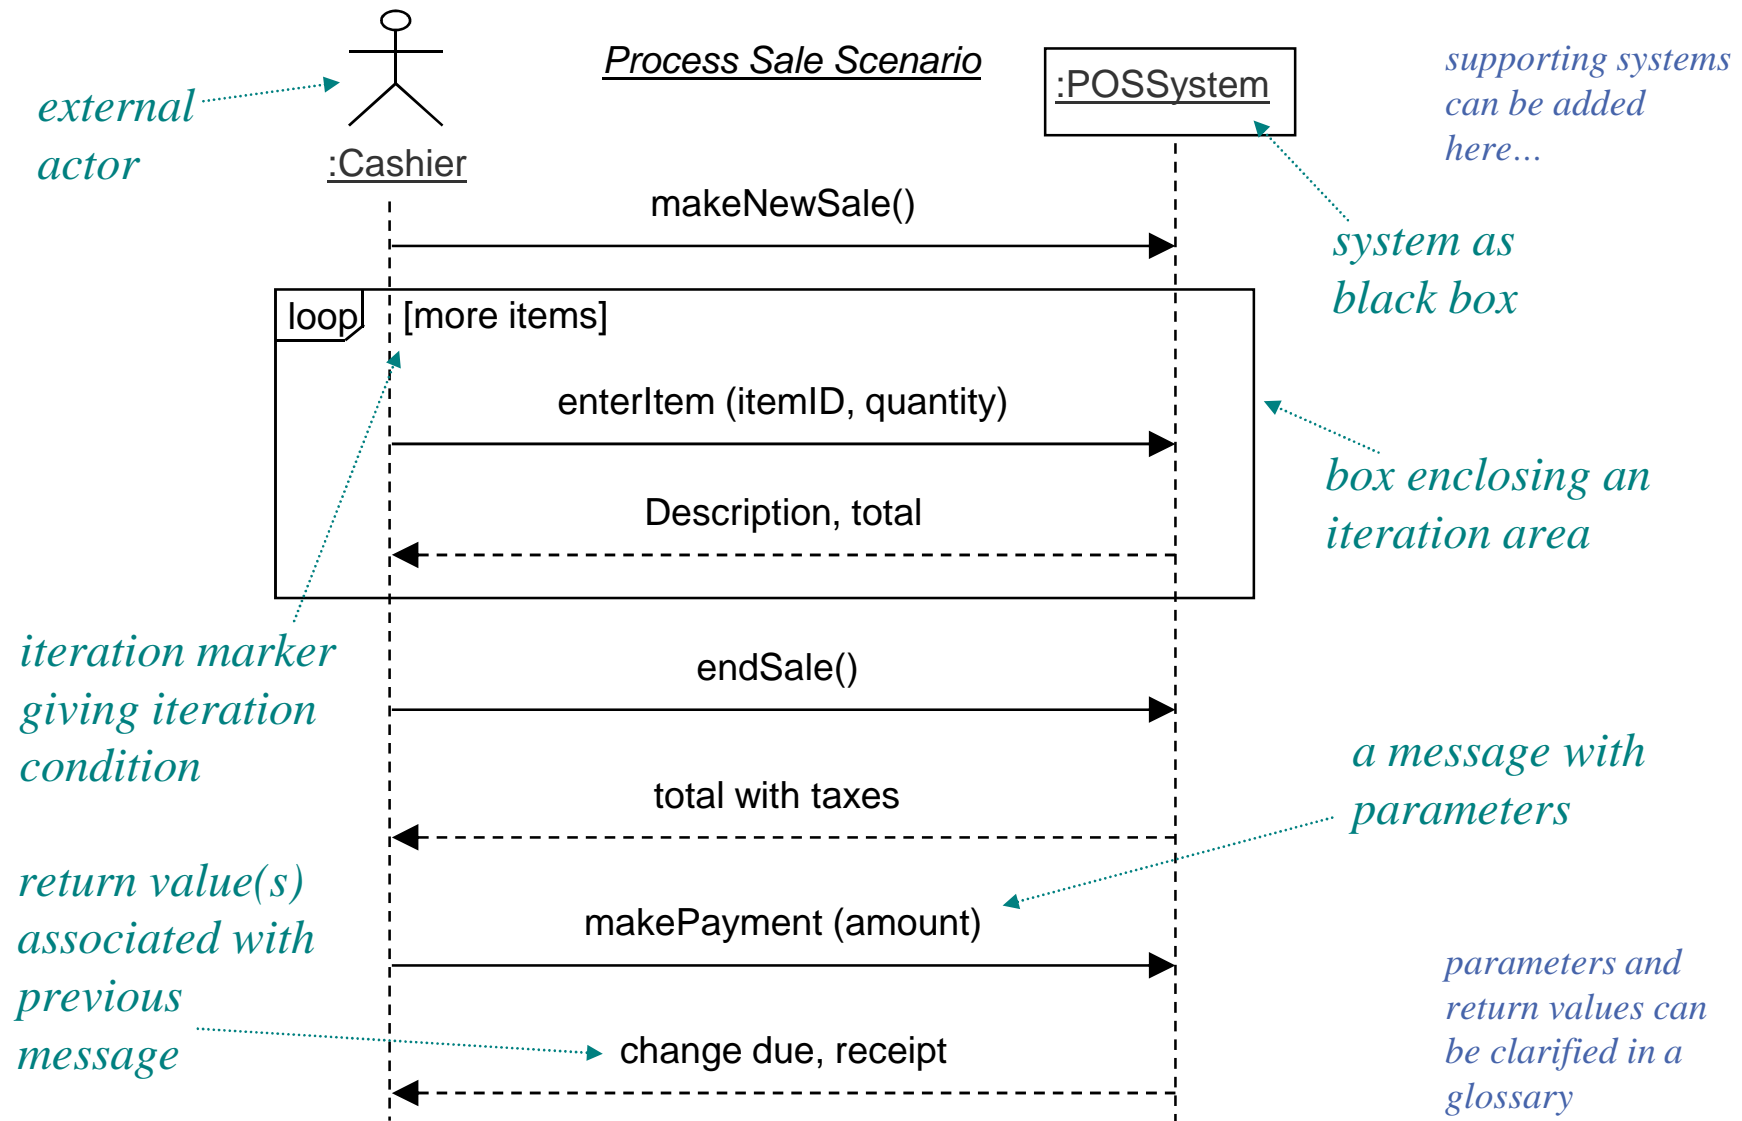 Process Sale Scenario
:POSSystem
supporting systems
can be added
here…
external
actor
:Cashier
makeNewSale()
system as
black box
loop
[more items]
enterItem (itemID, quantity)
box enclosing an
iteration area
Description, total
iteration marker
giving iteration
condition
endSale()
a message with
parameters
total with taxes
return value(s)
associated with
previous
message
makePayment (amount)
parameters and
return values can
be clarified in a
glossary
change due, receipt